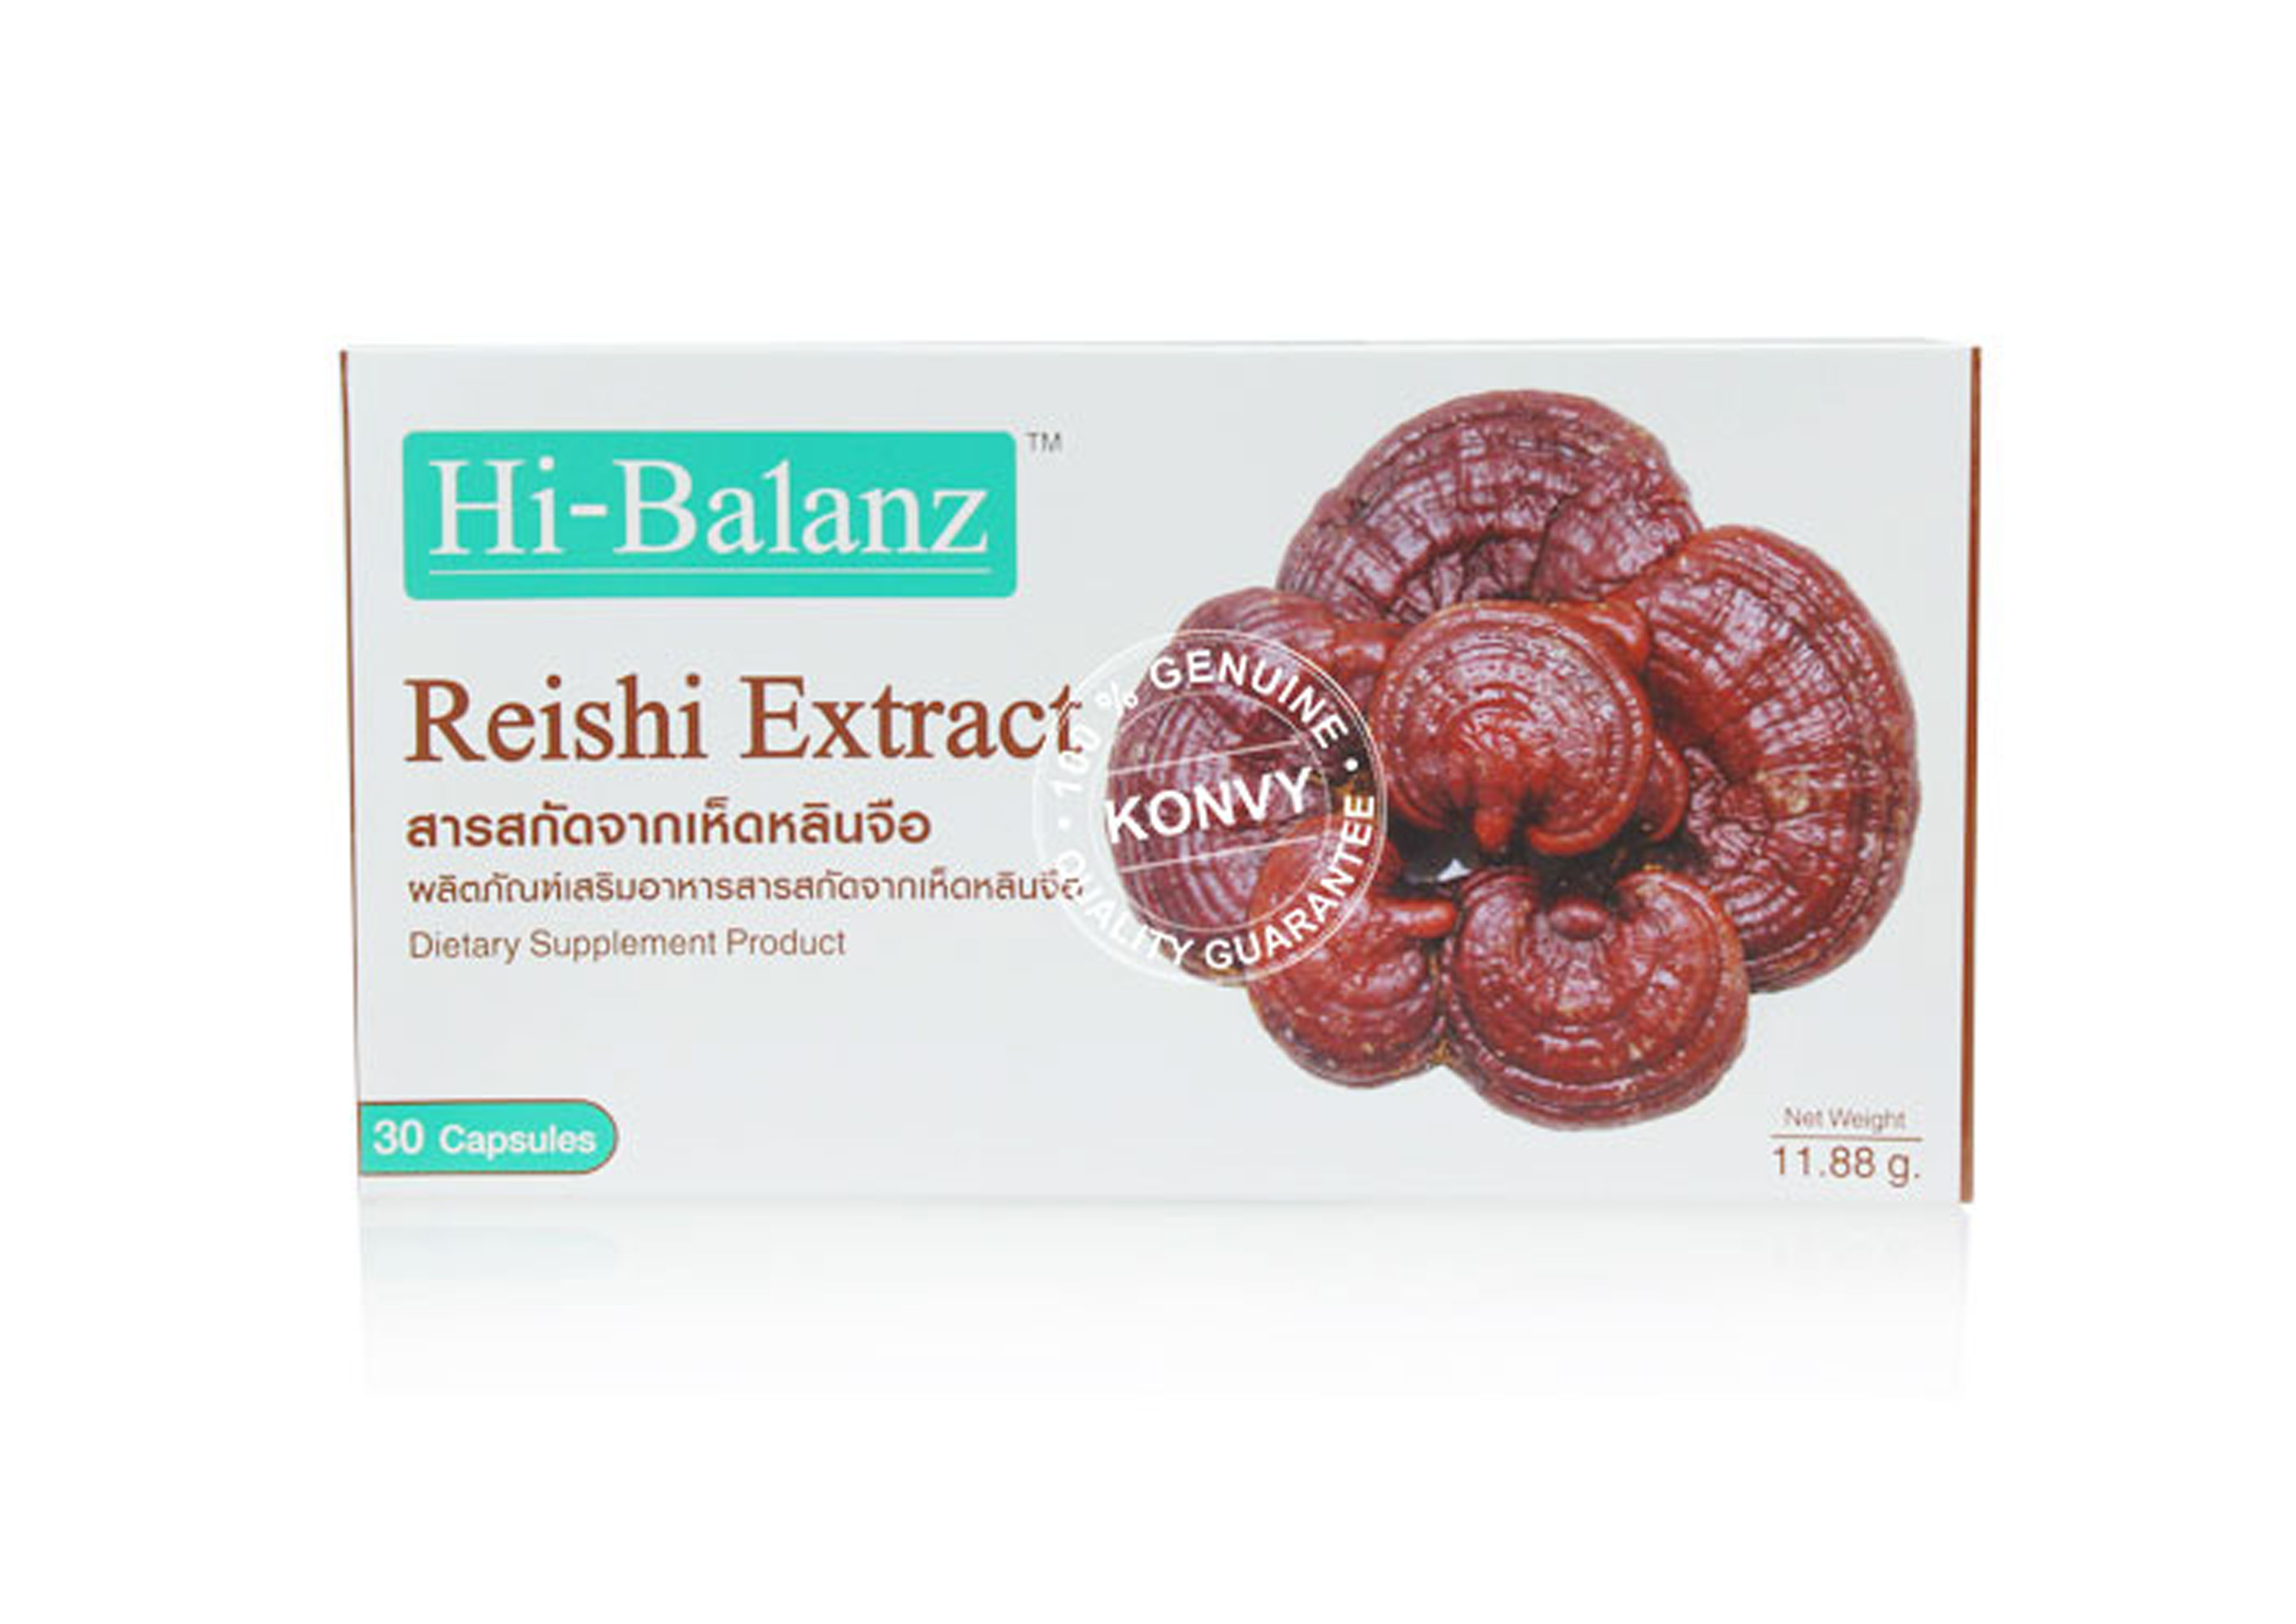 Hi-Balanz™
Reishi Extract
สารสกัดจากเห็ดหลินจือ
ผลิตภัณฑ์เสริมอาหารสารสกัดจากเห็ดหลินจือ
Dietary Supplement Product
30 Capsules
• 100 % GENUINE •
KONVY
QUALITY GUARANTEE
Net Weight
11.88 g.